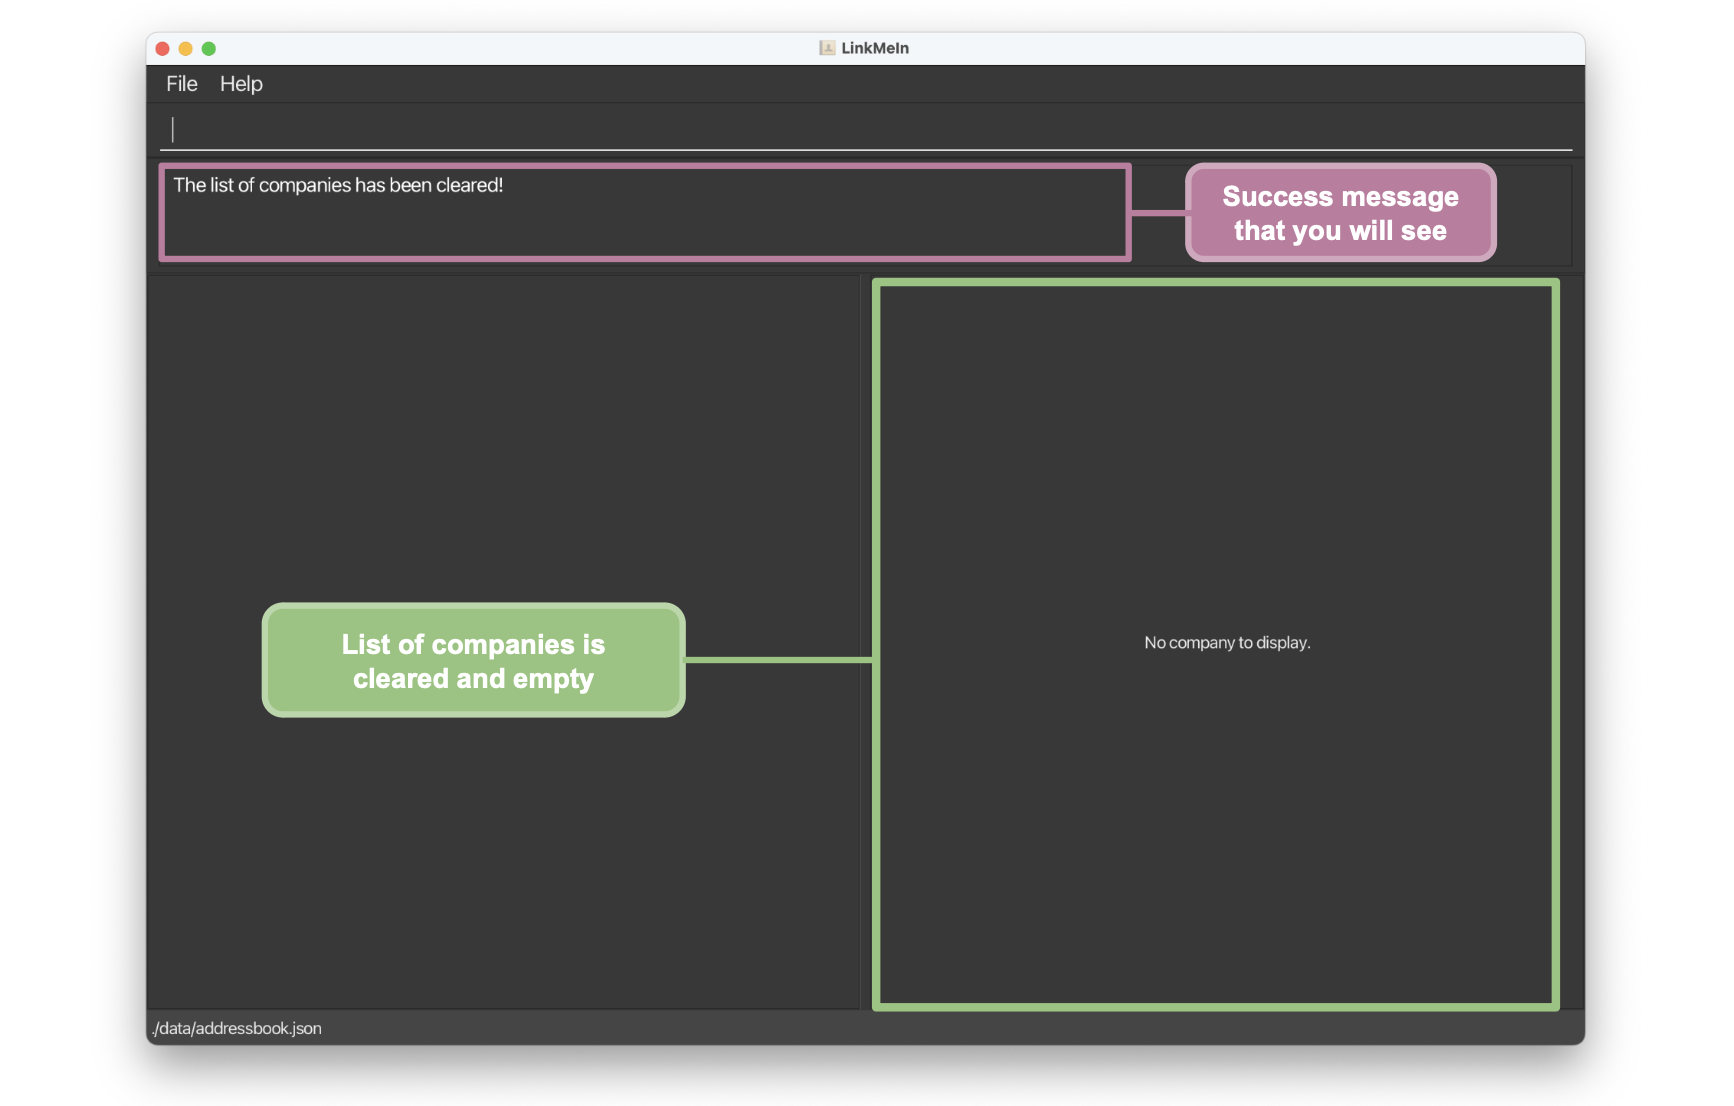 LinkMeIn
File Help
The list of companies has been cleared!
Success message
that you will see
List of companies is
cleared and empty
No company to display.
./data/addressbook.json